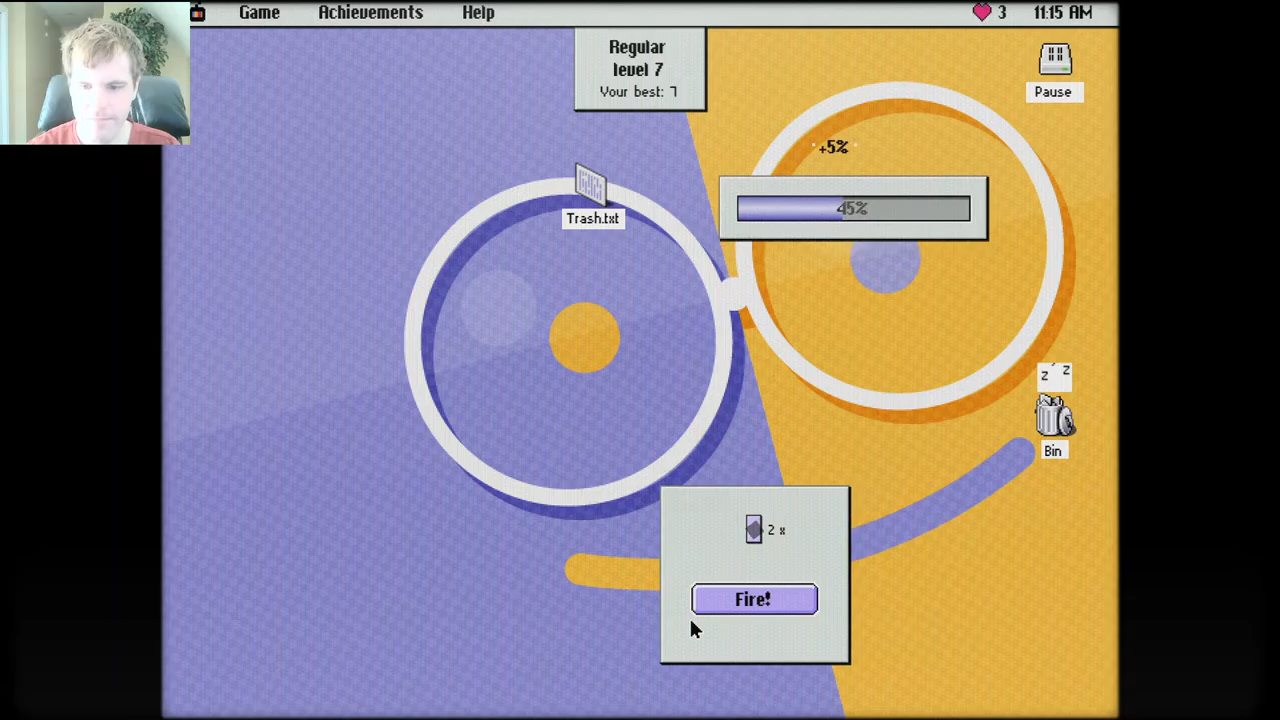 Game Achievements Help 3 11:15 AM
Regular
level 7
Your best: 7
Pause
+5%
45%
Trash.txt
z z
Bin
2 x
Fire!